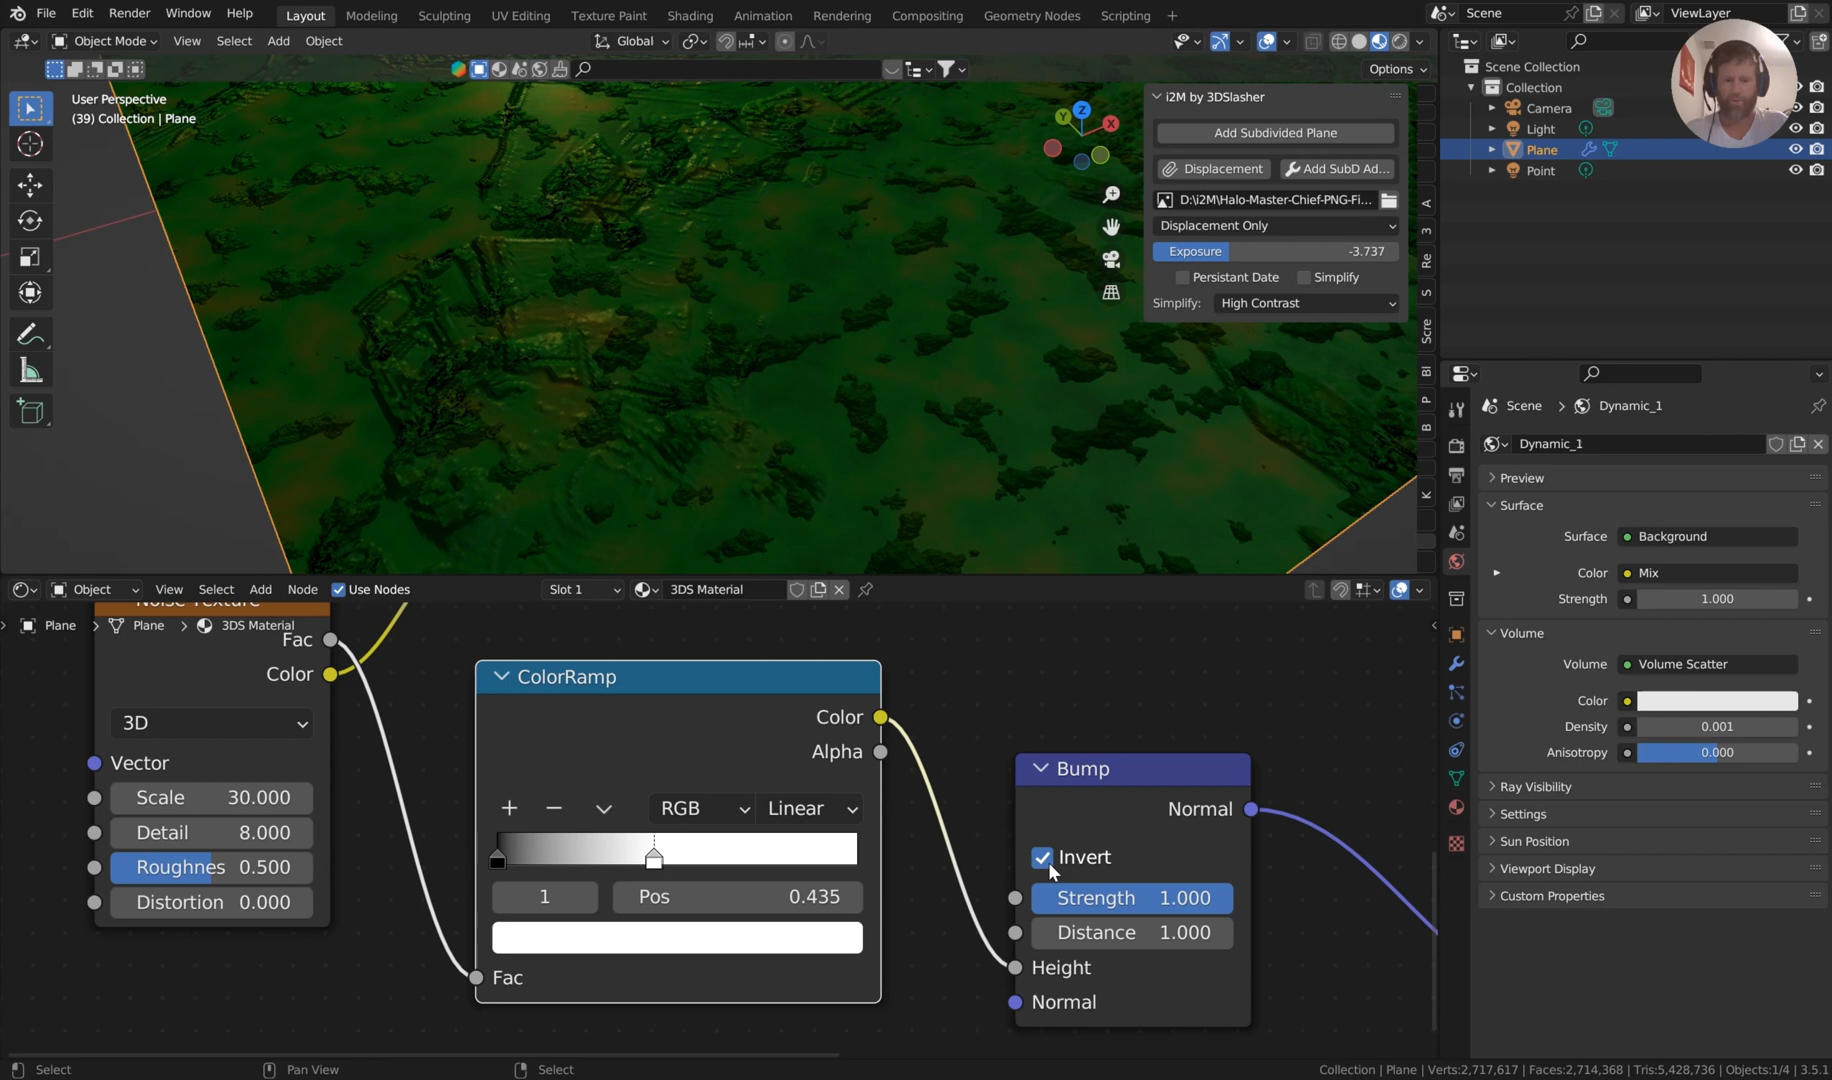 File Edit Render Window Help Layout Modeling Sculpting UV Editing Texture Paint Shading Animation Rendering Compositing Geometry Nodes Scripting + Scene ViewLayer
Object Mode View Select Add Object Global
Options
User Perspective
(39) Collection | Plane
Z
Y
X
i2M by 3DSlasher
Add Subdivided Plane
Displacement Add SubD Ad...
D:\i2M\Halo-Master-Chief-PNG-Fi...
Displacement Only
Exposure -3.737
Persistant Date Simplify
Simplify: High Contrast
A
3
Re
S
Scre
Bl
P
B
K
Scene Collection
Collection
Camera
Light
Plane
Point
Scene > Dynamic_1
Dynamic_1
Preview
Surface
Surface Background
Color Mix
Strength 1.000
Volume
Volume Volume Scatter
Color
Density 0.001
Anisotropy 0.000
Ray Visibility
Settings
Sun Position
Viewport Display
Custom Properties
Object View Select Add Node Use Nodes Slot 1 3DS Material
Plane > Plane > 3DS Material
Noise Texture
Fac
Color
3D
Vector
Scale 30.000
Detail 8.000
Roughnes 0.500
Distortion 0.000
ColorRamp
Color
Alpha
+ − RGB Linear
1 Pos 0.435
Fac
Bump
Normal
Invert
Strength 1.000
Distance 1.000
Height
Normal
Select Pan View Select Collection | Plane | Verts:2,717,617 | Faces:2,714,368 | Tris:5,428,736 | Objects:1/4 | 3.5.1